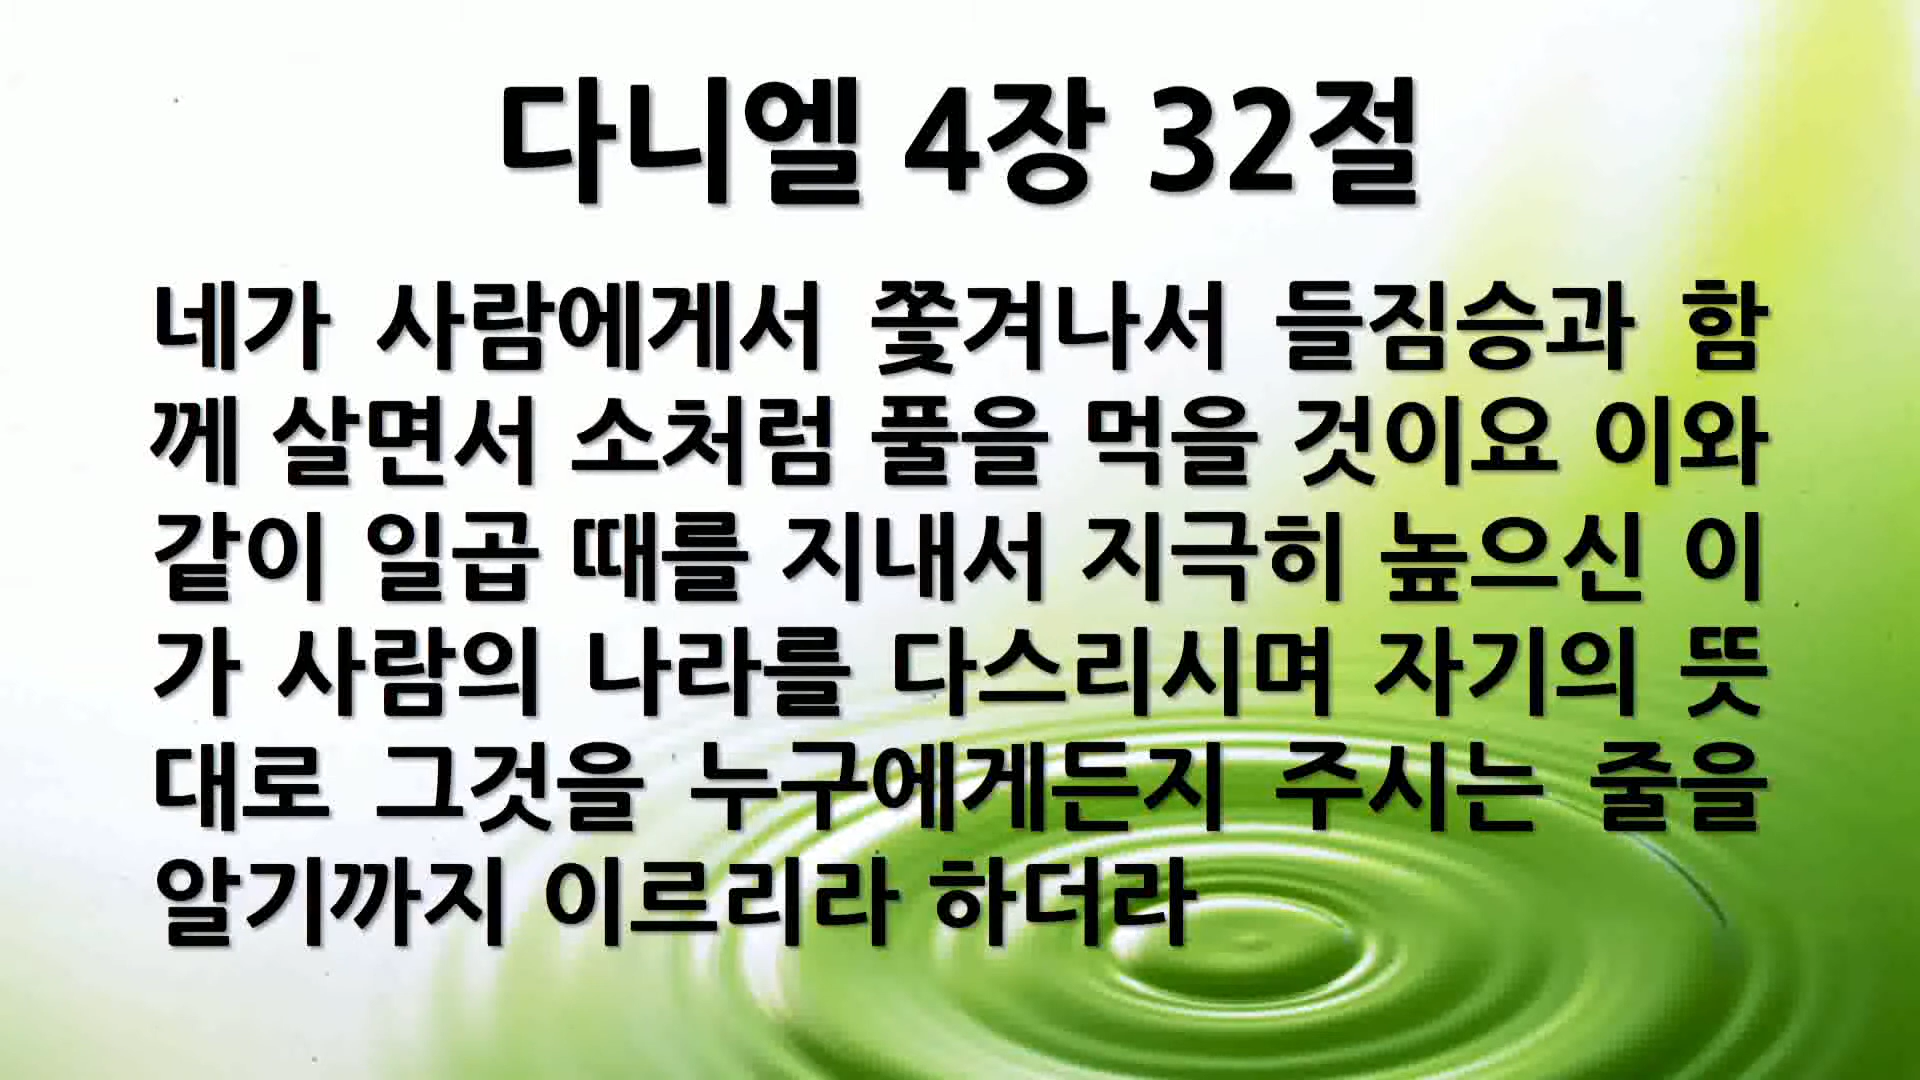 다니엘 4장 32절
네가 사람에게서 쫓겨나서 들짐승과 함
께 살면서 소처럼 풀을 먹을 것이요 이와
같이 일곱 때를 지내서 지극히 높으신 이
가 사람의 나라를 다스리시며 자기의 뜻
대로 그것을 누구에게든지 주시는 줄을
알기까지 이르리라 하더라